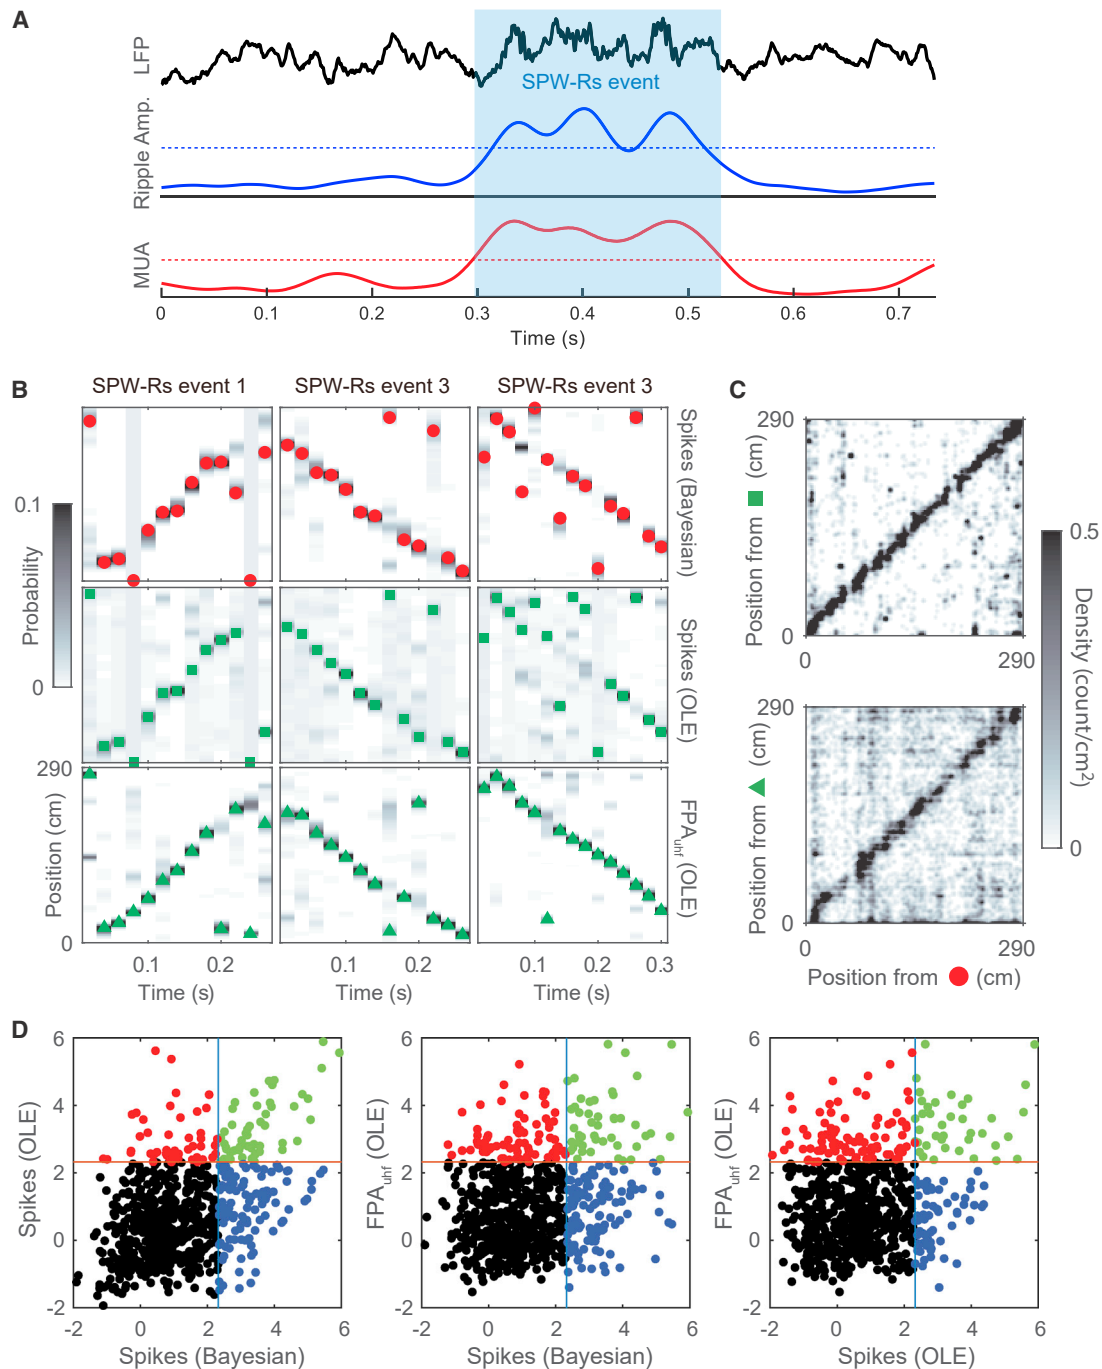 A
LFP
SPW-Rs event
Ripple Amp.
MUA
0 0.1 0.2 0.3 0.4 0.5 0.6 0.7
Time (s)
B
SPW-Rs event 1
SPW-Rs event 3
SPW-Rs event 3
Spikes (Bayesian)
0.1
Probability
0
Spikes (OLE)
290
Position (cm)
0
FPAuhf (OLE)
0.1 0.2
Time (s)
0.1 0.2
Time (s)
0.1 0.2 0.3
Time (s)
C
290
Position from (cm)
0
0 290
0.5
Density (count/cm2)
0
290
Position from (cm)
0
0 290
Position from (cm)
D
6
4
2
0
-2
Spikes (OLE)
-2 0 2 4 6
Spikes (Bayesian)
6
4
2
0
-2
FPAuhf (OLE)
-2 0 2 4 6
Spikes (Bayesian)
6
4
2
0
-2
FPAuhf (OLE)
-2 0 2 4 6
Spikes (OLE)